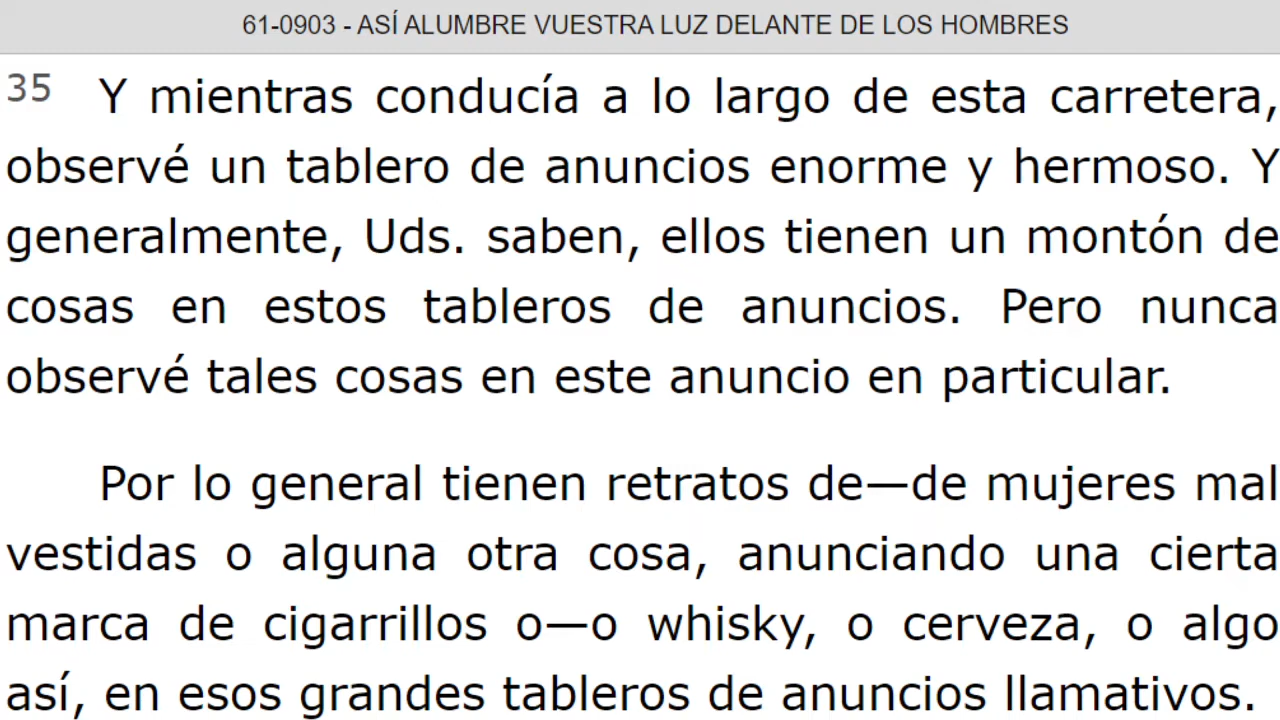 61-0903 - ASÍ ALUMBRE VUESTRA LUZ DELANTE DE LOS HOMBRES
35 Y mientras conducía a lo largo de esta carretera,
observé un tablero de anuncios enorme y hermoso. Y
generalmente, Uds. saben, ellos tienen un montón de
cosas en estos tableros de anuncios. Pero nunca
observé tales cosas en este anuncio en particular.
Por lo general tienen retratos de—de mujeres mal
vestidas o alguna otra cosa, anunciando una cierta
marca de cigarrillos o—o whisky, o cerveza, o algo
así, en esos grandes tableros de anuncios llamativos.